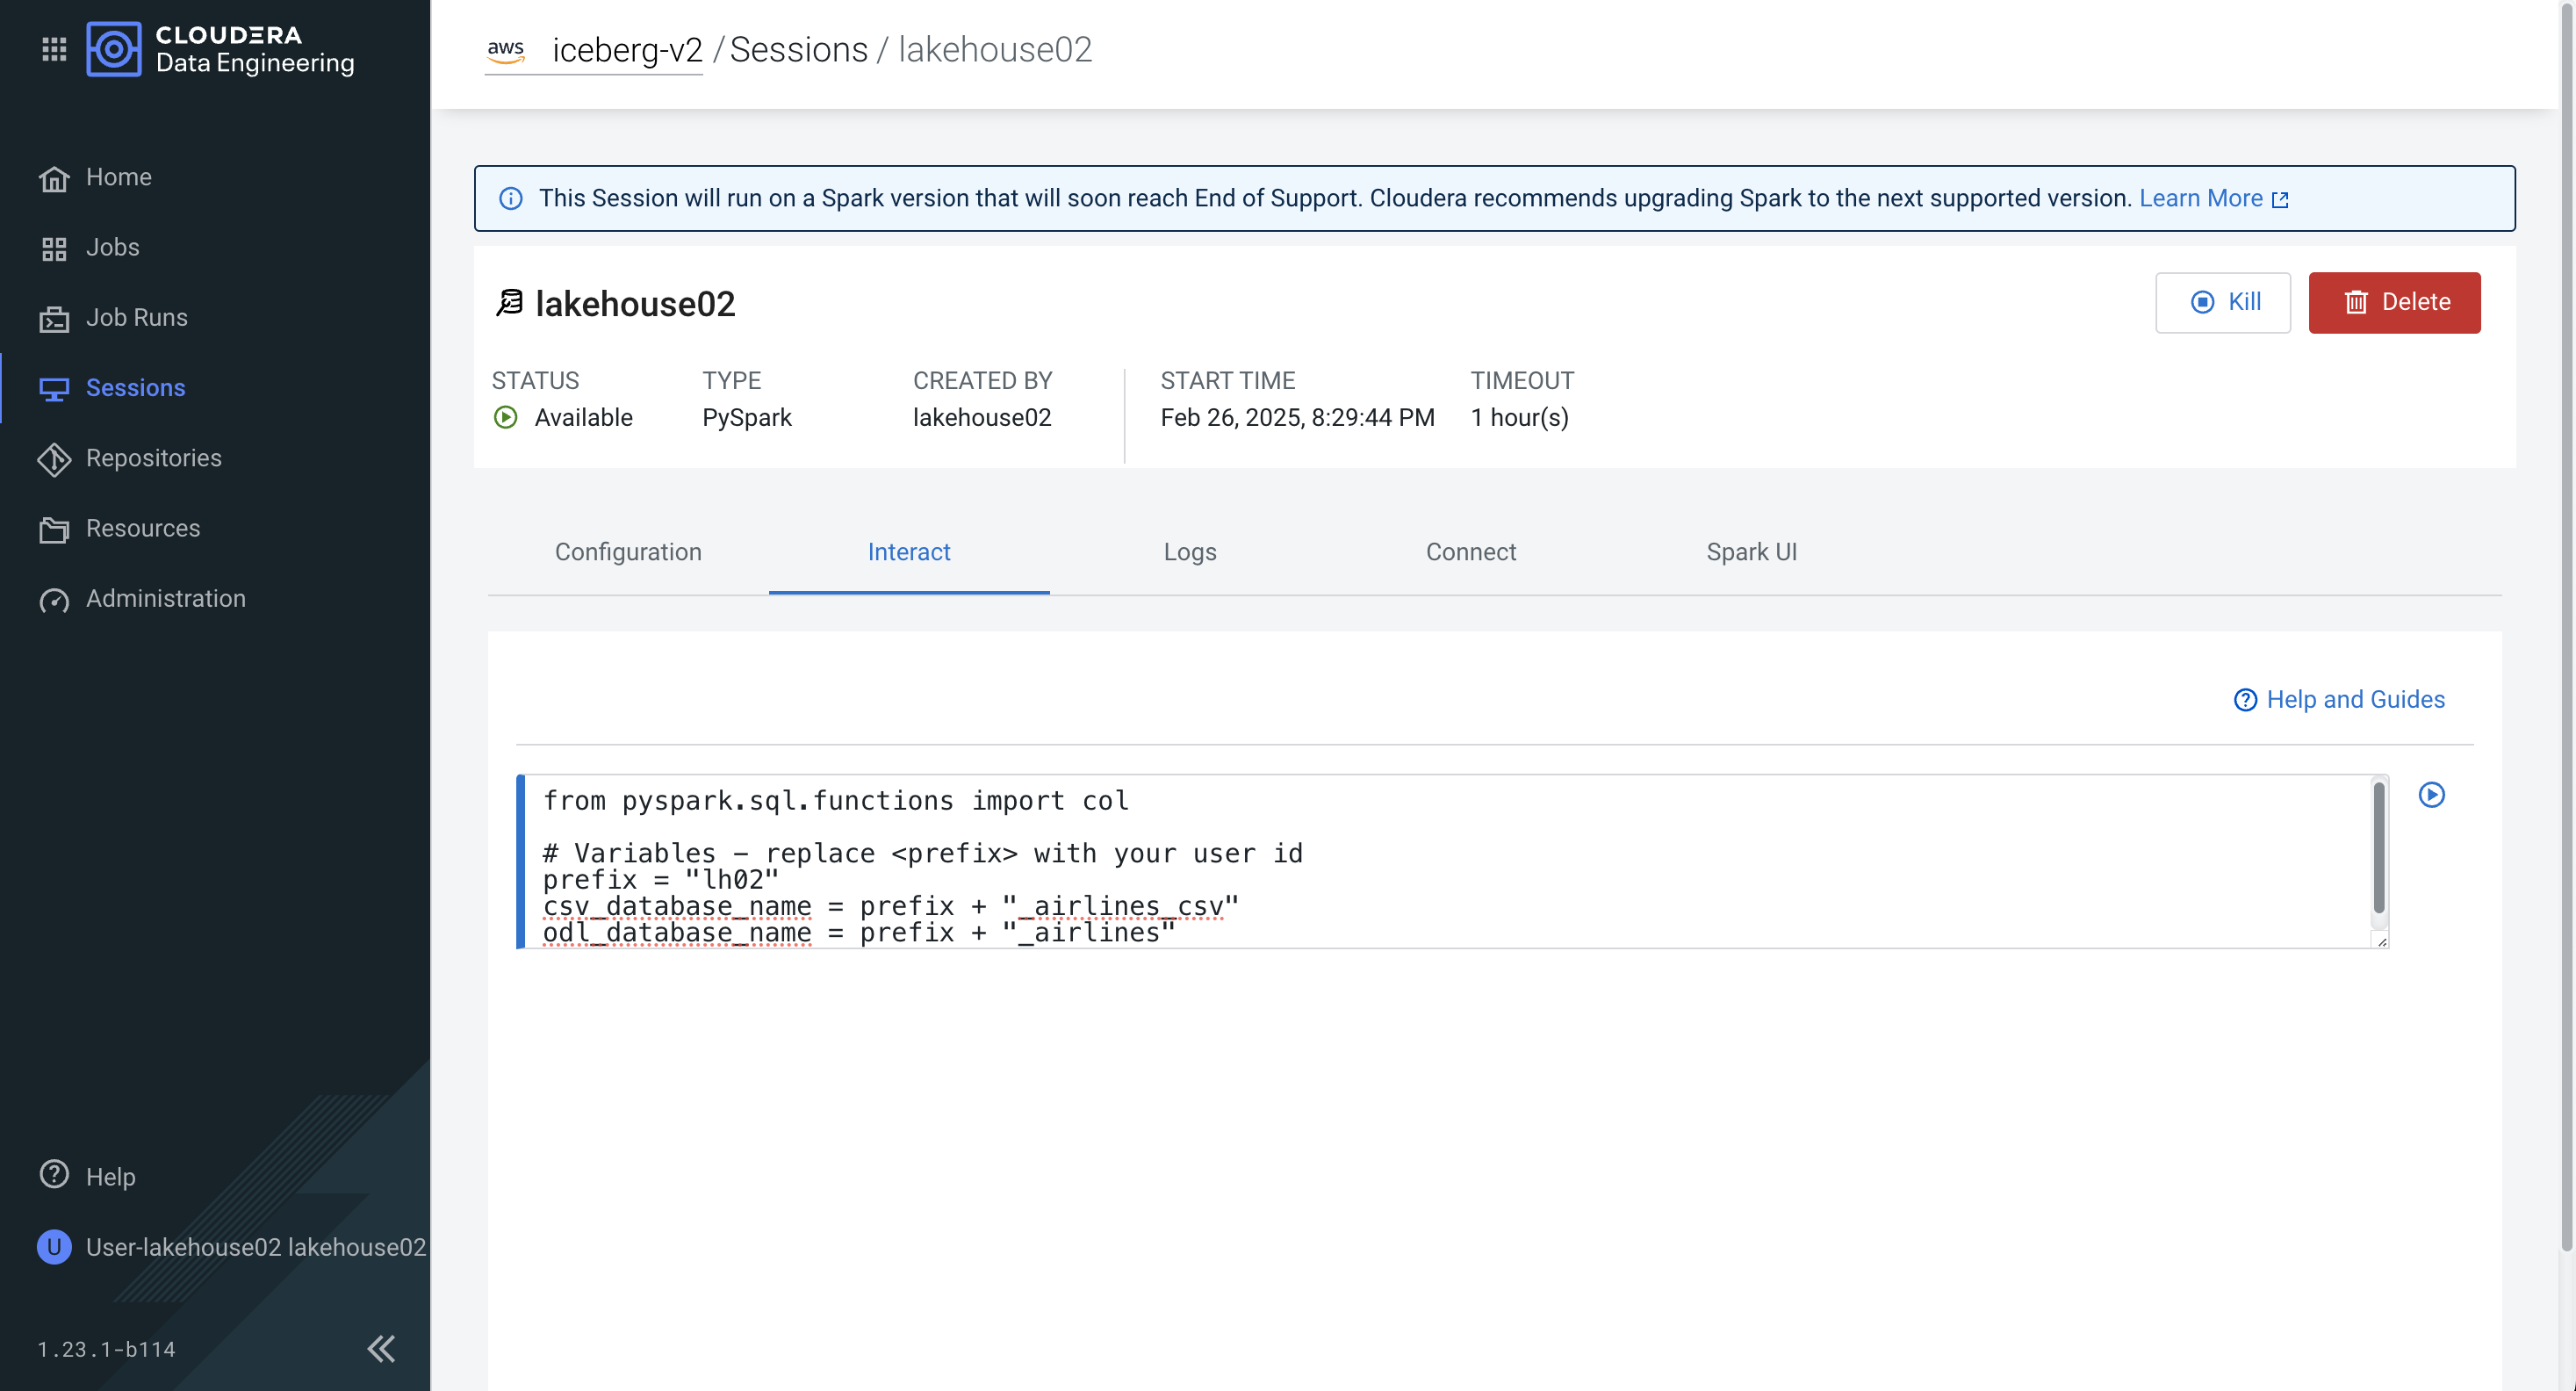 CLOUDERA
Data Engineering
Home
Jobs
Job Runs
Sessions
Repositories
Resources
Administration
Help
U User-lakehouse02 lakehouse02
1.23.1-b114
aws iceberg-v2 / Sessions / lakehouse02
This Session will run on a Spark version that will soon reach End of Support. Cloudera recommends upgrading Spark to the next supported version. Learn More
lakehouse02
Kill
Delete
STATUS TYPE CREATED BY START TIME TIMEOUT
Available PySpark lakehouse02 Feb 26, 2025, 8:29:44 PM 1 hour(s)
Configuration Interact Logs Connect Spark UI
Help and Guides
from pyspark.sql.functions import col
# Variables - replace <prefix> with your user id
prefix = "lh02"
csv_database_name = prefix + "_airlines_csv"
odl_database_name = prefix + "_airlines"